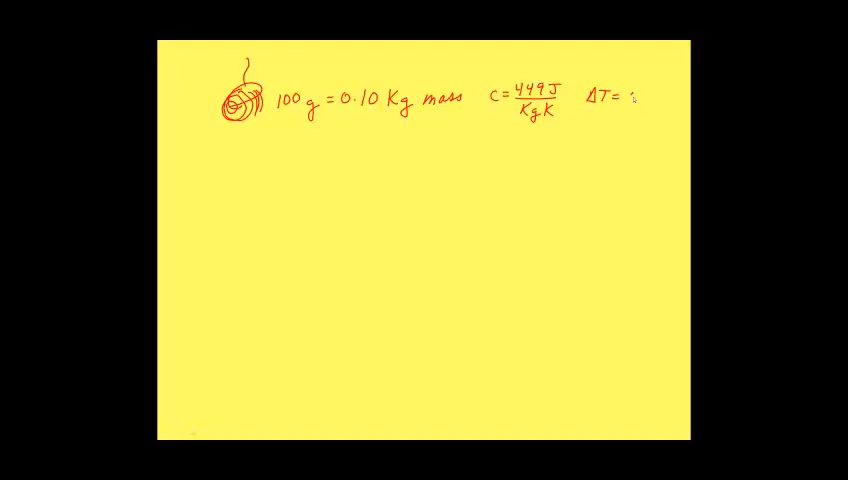 100 g = 0.10 Kg mass C = 449 J / Kg K ΔT =